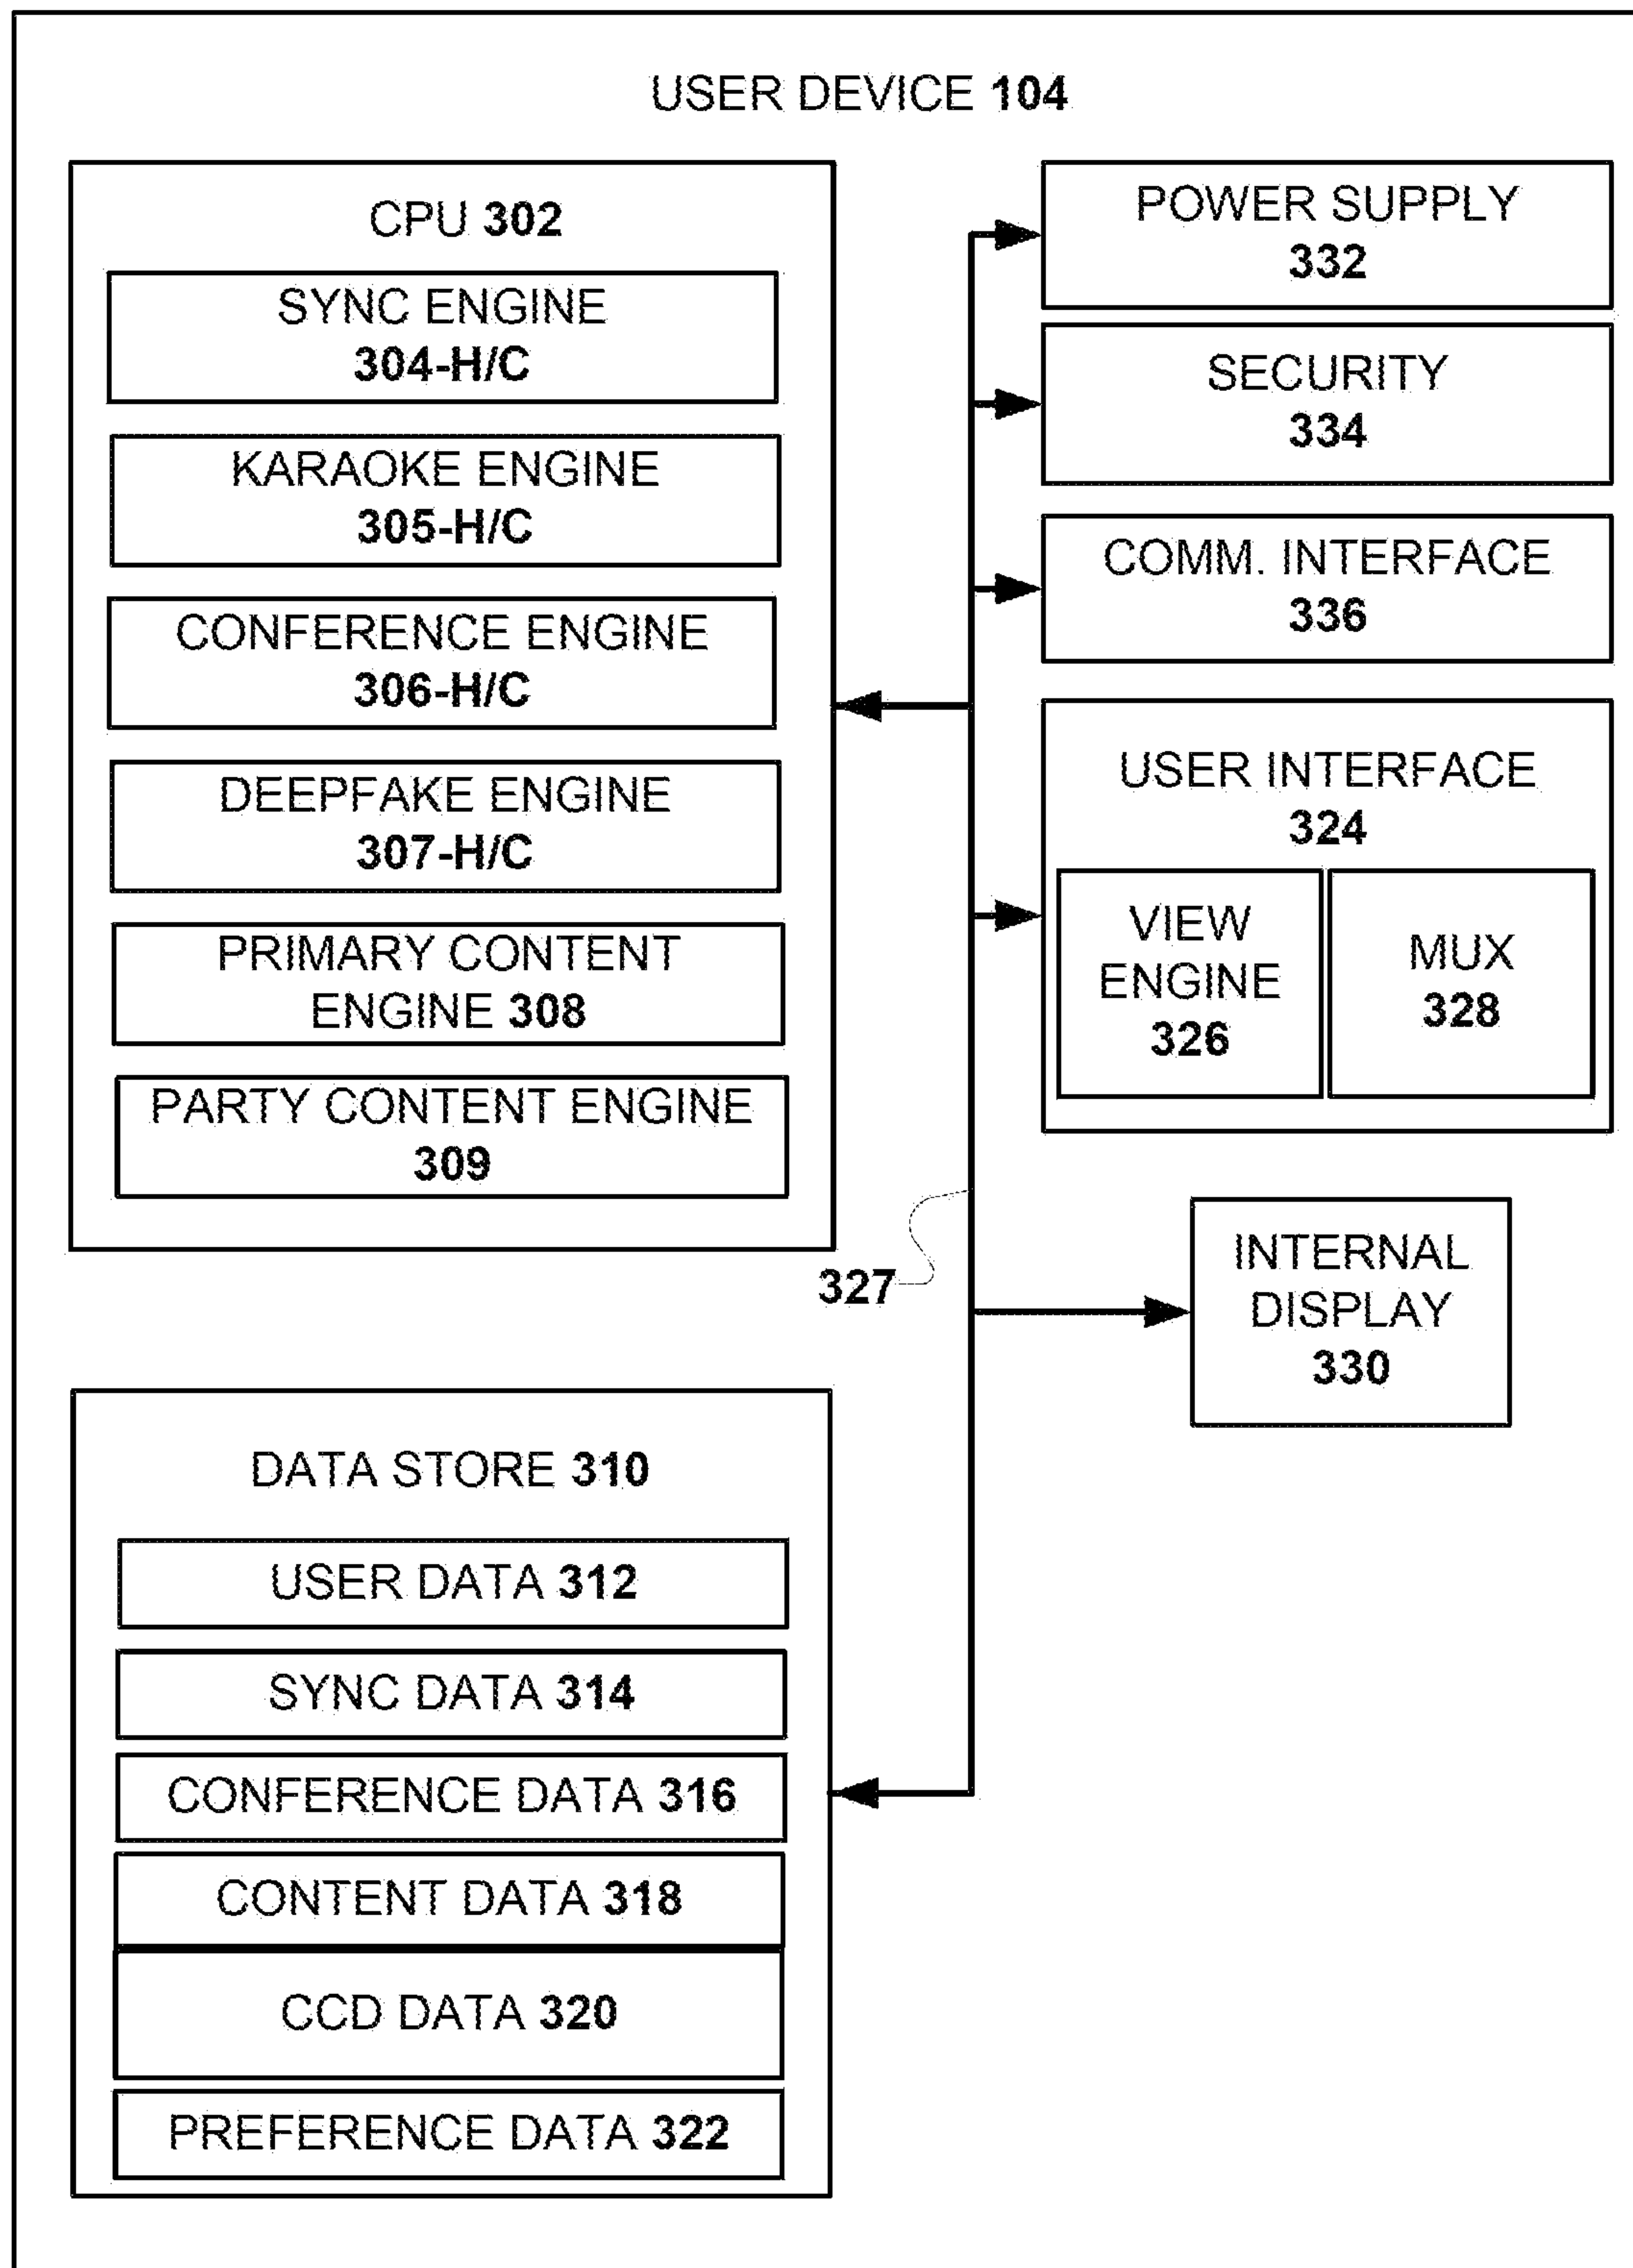 USER DEVICE 104
CPU 302
SYNC ENGINE
304-H/C
KARAOKE ENGINE
305-H/C
CONFERENCE ENGINE
306-H/C
DEEPFAKE ENGINE
307-H/C
PRIMARY CONTENT
ENGINE 308
PARTY CONTENT ENGINE
309
POWER SUPPLY
332
SECURITY
334
COMM. INTERFACE
336
USER INTERFACE
324
VIEW
ENGINE
326
MUX
328
327
INTERNAL
DISPLAY
330
DATA STORE 310
USER DATA 312
SYNC DATA 314
CONFERENCE DATA 316
CONTENT DATA 318
CCD DATA 320
PREFERENCE DATA 322